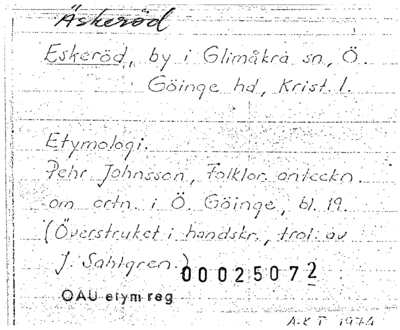 Äskeröd
Eskeröd, by i Glimåkra sn, Ö.
Göinge hd, Krist. l.
Etymologi.
Pehr Johnsson, Folklor. anteckn.
om ortn. i Ö. Göinge, bl. 19.
(Överstruket i handskr., trol. av
J. Sahlgren.)
00025072
OAU etym reg
A.K.T. 1974